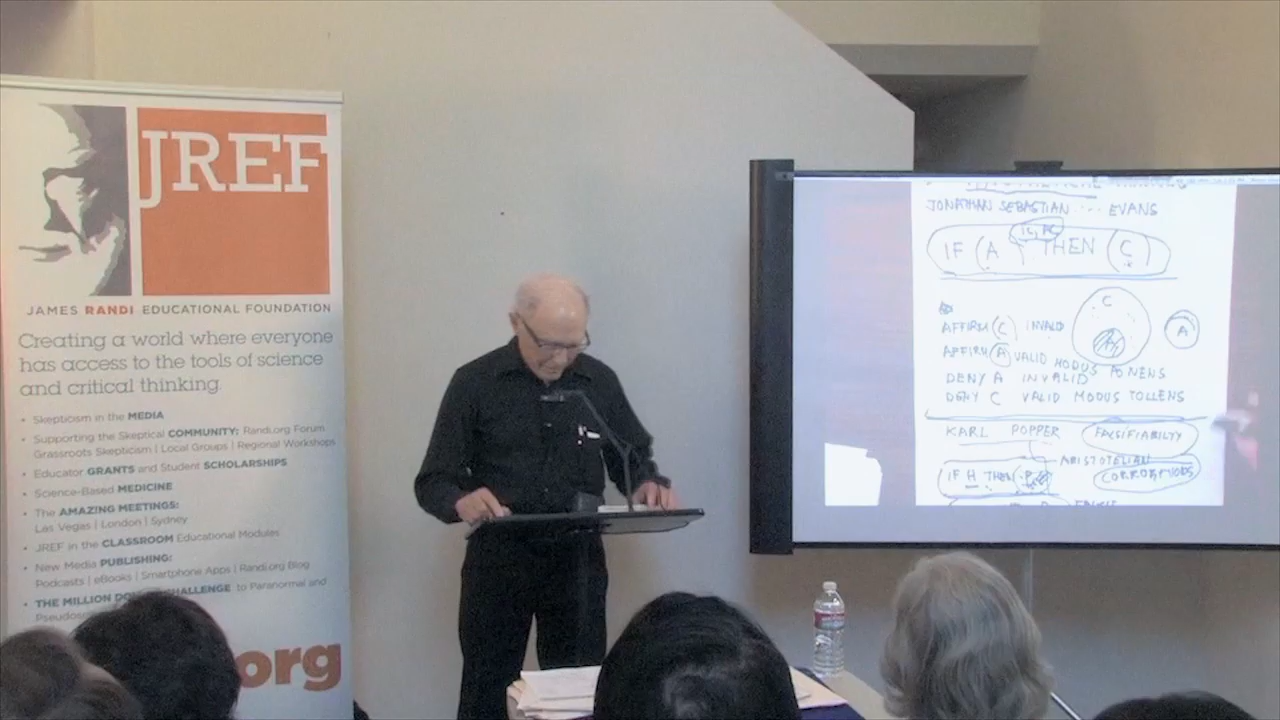 JREF
JAMES RANDI EDUCATIONAL FOUNDATION
Creating a world where everyone
has access to the tools of science
and critical thinking.
• Skepticism in the MEDIA
• Supporting the Skeptical COMMUNITY: Randi.org Forum
Grassroots Skepticism | Local Groups | Regional Workshops
• Educator GRANTS and Student SCHOLARSHIPS
• Science-Based MEDICINE
• The AMAZING MEETINGS:
Las Vegas | London | Sydney
• JREF in the CLASSROOM Educational Modules
• New Media PUBLISHING:
Podcasts | eBooks | Smartphone Apps | Randi.org Blog
• THE MILLION CHALLENGE to Paranormal and
.org
JONATHAN SEBASTIAN ... EVANS
IF (A THEN (C)
C
A
AFFIRM (C) INVALID
AFFIRM (A) VALID MODUS PONENS
DENY A INVALID
DENY C VALID MODUS TOLLENS
KARL POPPER
ARISTOTELIAN
IF H THEN